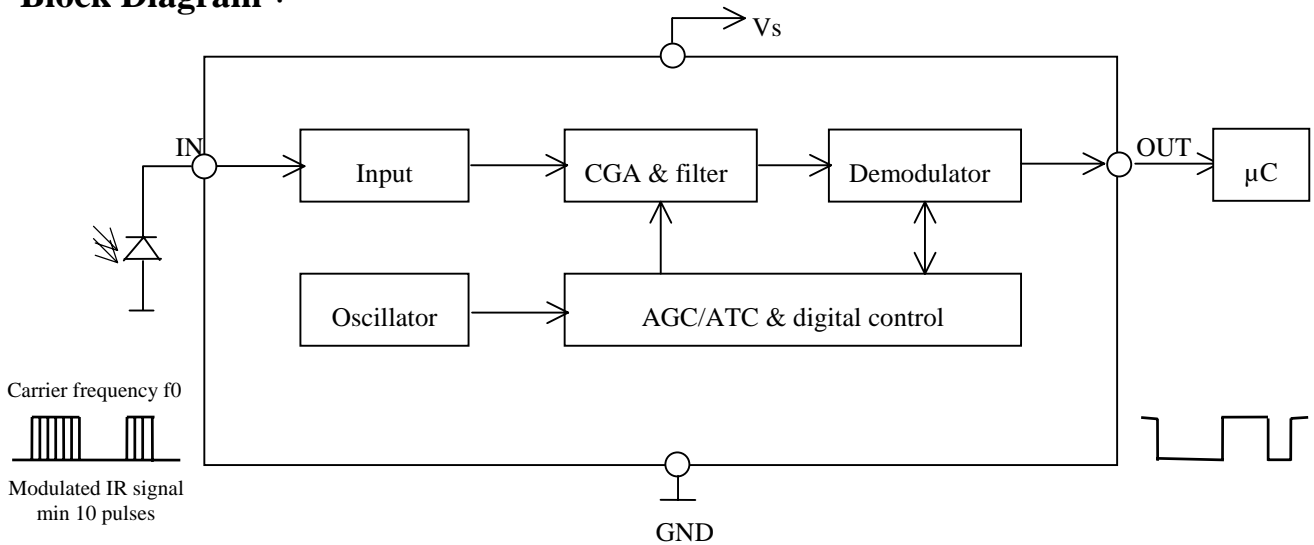 Block Diagram :
Vs
IN
OUT
Input
CGA & filter
Demodulator
µC
Oscillator
AGC/ATC & digital control
Carrier frequency f0
Modulated IR signal
min 10 pulses
GND